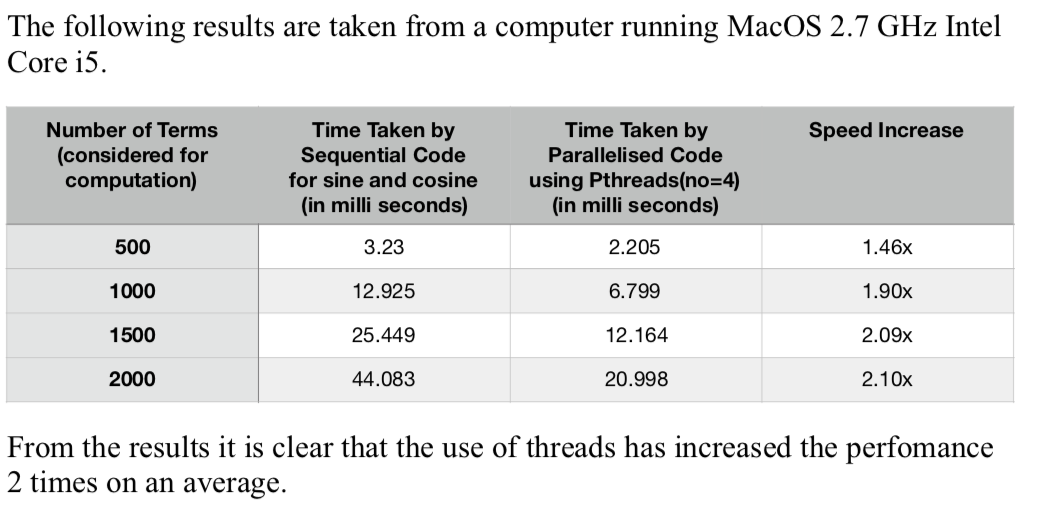 The following results are taken from a computer running MacOS 2.7 GHz Intel
Core i5.
Number of Terms
(considered for
computation)
Time Taken by
Sequential Code
for sine and cosine
(in milli seconds)
Time Taken by
Parallelised Code
using Pthreads(no=4)
(in milli seconds)
Speed Increase
500 3.23 2.205 1.46x
1000 12.925 6.799 1.90x
1500 25.449 12.164 2.09x
2000 44.083 20.998 2.10x
From the results it is clear that the use of threads has increased the perfomance
2 times on an average.